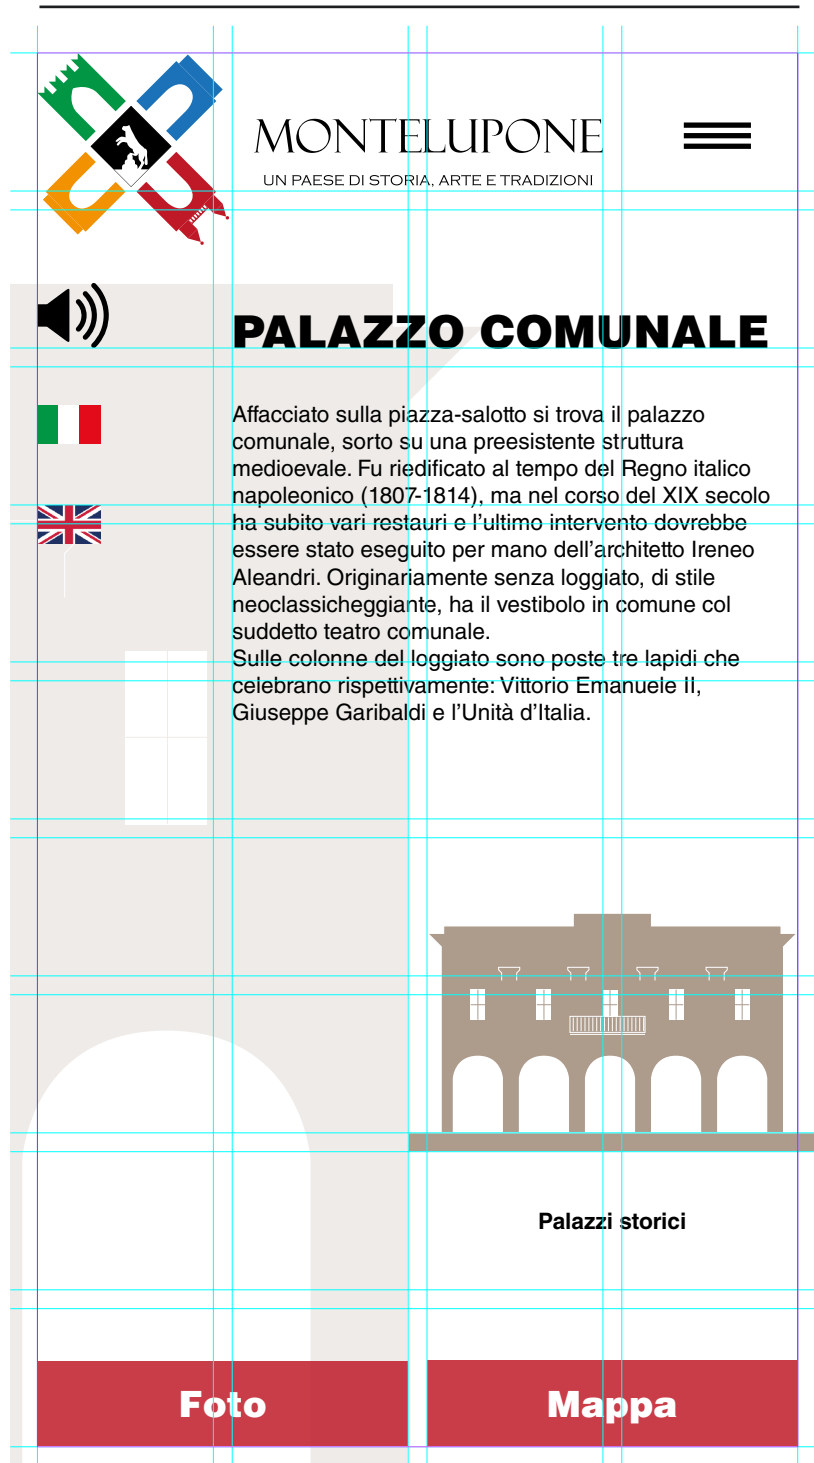 MONTELUPONE
UN PAESE DI STORIA, ARTE E TRADIZIONI
PALAZZO COMUNALE
Affacciato sulla piazza-salotto si trova il palazzo
comunale, sorto su una preesistente struttura
medioevale. Fu riedificato al tempo del Regno italico
napoleonico (1807-1814), ma nel corso del XIX secolo
ha subito vari restauri e l’ultimo intervento dovrebbe
essere stato eseguito per mano dell’architetto Ireneo
Aleandri. Originariamente senza loggiato, di stile
neoclassicheggiante, ha il vestibolo in comune col
suddetto teatro comunale.
Sulle colonne del loggiato sono poste tre lapidi che
celebrano rispettivamente: Vittorio Emanuele II,
Giuseppe Garibaldi e l’Unità d’Italia.
Palazzi storici
Foto
Mappa